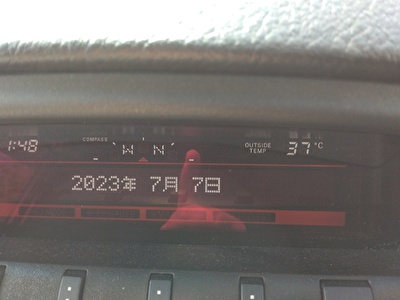 1:48 COMPASS W N OUTSIDE TEMP 37°C
2023年 7月 7日